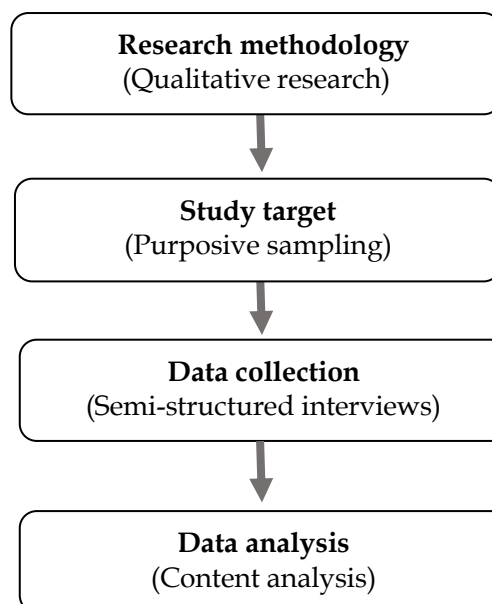 Research methodology
(Qualitative research)
Study target
(Purposive sampling)
Data collection
(Semi-structured interviews)
Data analysis
(Content analysis)